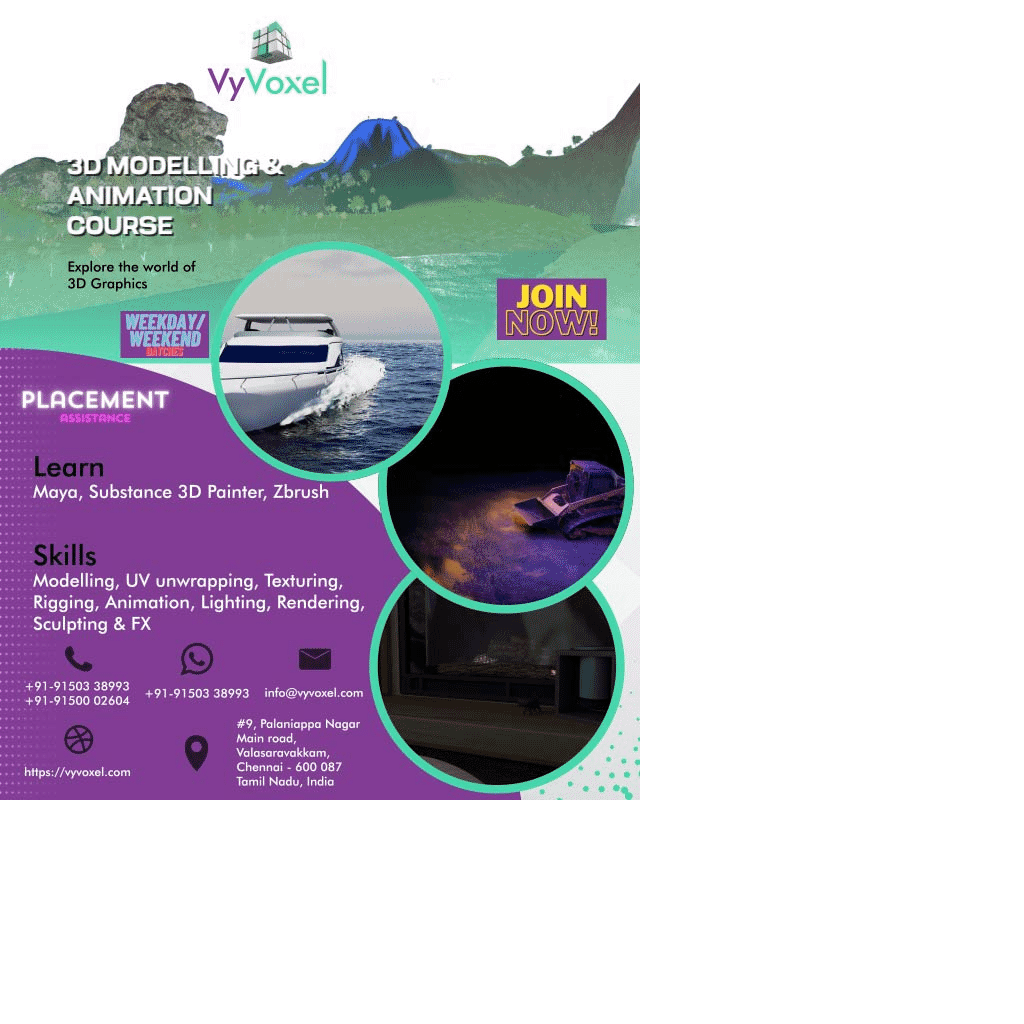 VyVoxel
3D MODELLING &
ANIMATION
COURSE
Explore the world of
3D Graphics
JOIN
NOW!
WEEKDAY/
WEEKEND
BATCHES
PLACEMENT
ASSISTANCE
Learn
Maya, Substance 3D Painter, Zbrush
Skills
Modelling, UV unwrapping, Texturing,
Rigging, Animation, Lighting, Rendering,
Sculpting & FX
+91-91503 38993
+91-91500 02604
+91-91503 38993
info@vyvoxel.com
https://vyvoxel.com
#9, Palaniappa Nagar
Main road,
Valasaravakkam,
Chennai - 600 087
Tamil Nadu, India